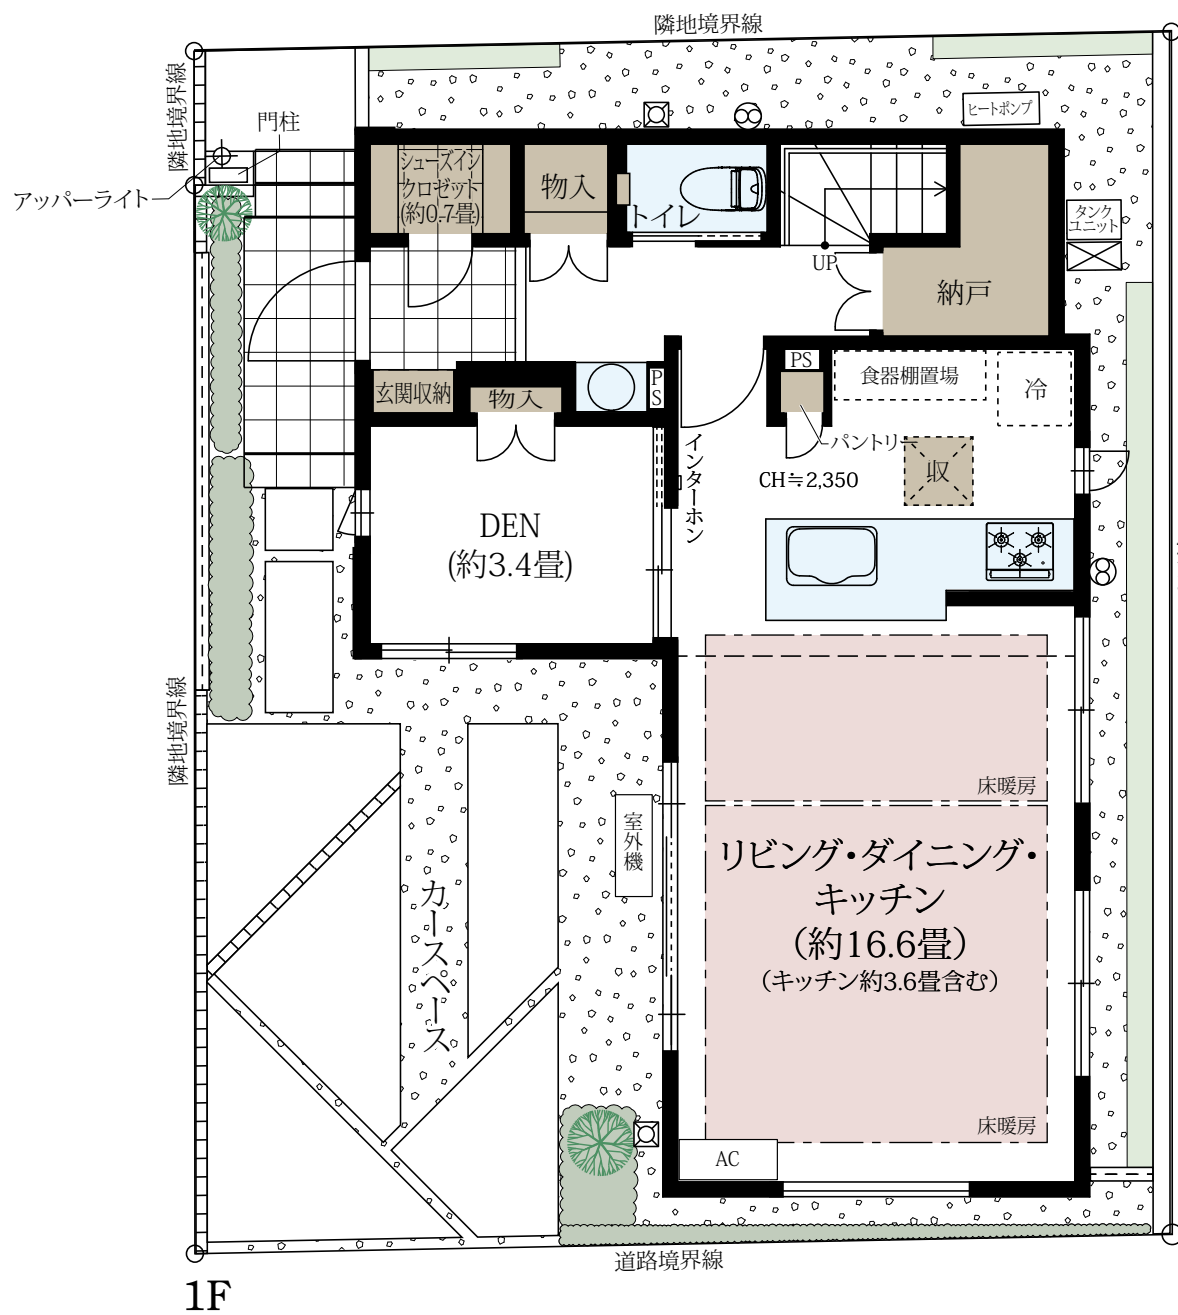 隣地境界線
隣地境界線
門柱
アッパーライト
ヒートポンプ
シューズイン
クロゼット
(約0.7畳)
物入
トイレ
タンク
ユニット
UP
納戸
玄関収納
物入
PS
PS
食器棚置場
冷
パントリー
インターホン
CH≒2,350
収
DEN
(約3.4畳)
隣地境界線
床暖房
室外機
リビング・ダイニング・
キッチン
(約16.6畳)
(キッチン約3.6畳含む)
カースペース
床暖房
AC
道路境界線
1F